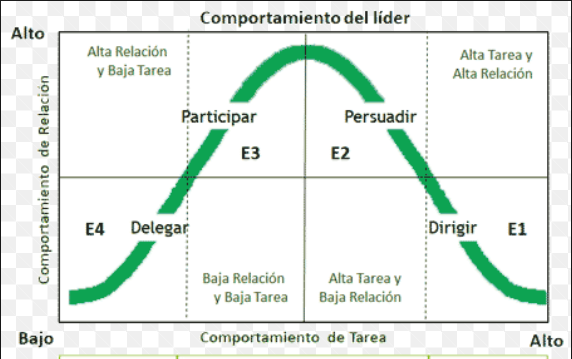 Comportamiento del líder
Alto
Alta Relación
y Baja Tarea
Alta Tarea y
Alta Relación
Comportamiento de Relación
Participar
Persuadir
E3
E2
E4
Delegar
Dirigir
E1
Baja Relación
y Baja Tarea
Alta Tarea y
Baja Relación
Bajo
Comportamiento de Tarea
Alto